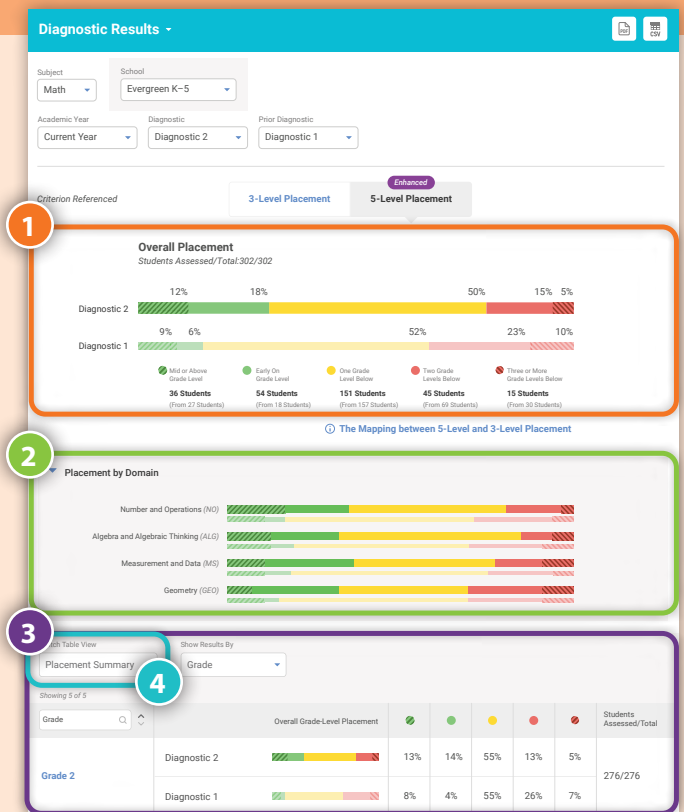 Diagnostic Results
PDF
CSV
Subject
School
Math
Evergreen K–5
Academic Year
Diagnostic
Prior Diagnostic
Current Year
Diagnostic 2
Diagnostic 1
Enhanced
Criterion Referenced
3-Level Placement
5-Level Placement
1
Overall Placement
Students Assessed/Total:302/302
12% 18% 50% 15% 5%
Diagnostic 2
9% 6% 52% 23% 10%
Diagnostic 1
Mid or Above Early On One Grade Two Grade Three or More
Grade Level Grade Level Level Below Levels Below Grade Levels Below
36 Students 54 Students 151 Students 45 Students 15 Students
(From 27 Students) (From 18 Students) (From 157 Students) (From 69 Students) (From 30 Students)
The Mapping between 5-Level and 3-Level Placement
2
Placement by Domain
Number and Operations (NO)
Algebra and Algebraic Thinking (ALG)
Measurement and Data (MS)
Geometry (GEO)
3
Table View
Show Results By
Placement Summary
Grade
4
Showing 5 of 5
Grade
Overall Grade-Level Placement
Students
Assessed/Total
Diagnostic 2 13% 14% 55% 13% 5%
Grade 2
276/276
Diagnostic 1 8% 4% 55% 26% 7%